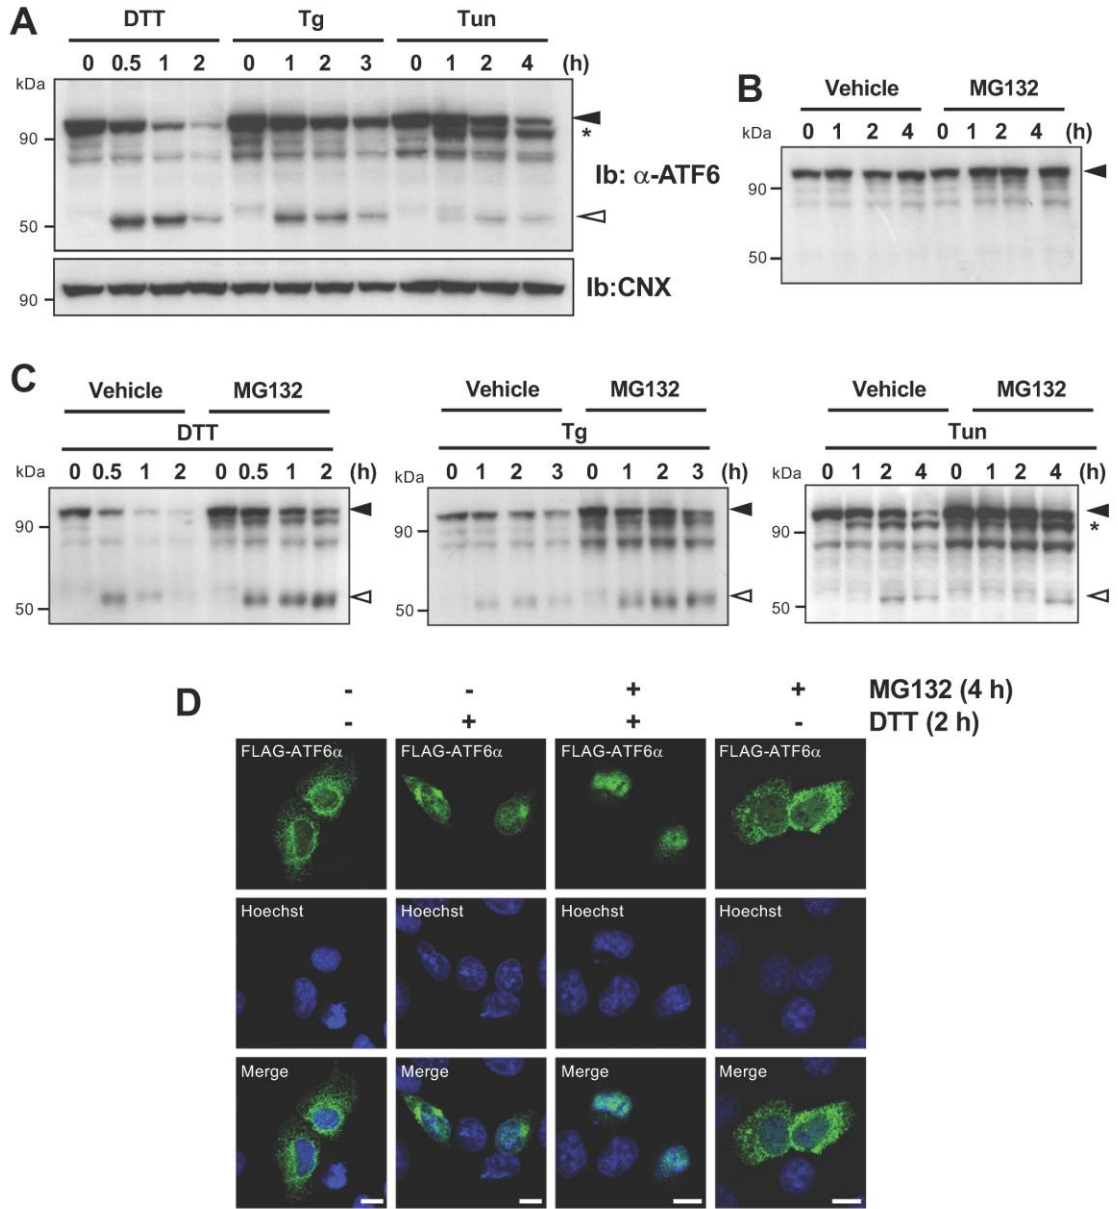 A
DTT Tg Tun
0 0.5 1 2 0 1 2 3 0 1 2 4 (h)
kDa
90
*
Ib: α-ATF6
50
90
Ib:CNX
B
Vehicle MG132
kDa 0 1 2 4 0 1 2 4 (h)
90
50
C
Vehicle MG132
DTT
0 0.5 1 2 0 0.5 1 2 (h)
kDa
90
50
Vehicle MG132
Tg
0 1 2 3 0 1 2 3 (h)
kDa
90
50
Vehicle MG132
Tun
0 1 2 4 0 1 2 4 (h)
kDa
90
*
50
D
- - + + MG132 (4 h)
- + + - DTT (2 h)
FLAG-ATF6α FLAG-ATF6α FLAG-ATF6α FLAG-ATF6α
Hoechst Hoechst Hoechst Hoechst
Merge Merge Merge Merge